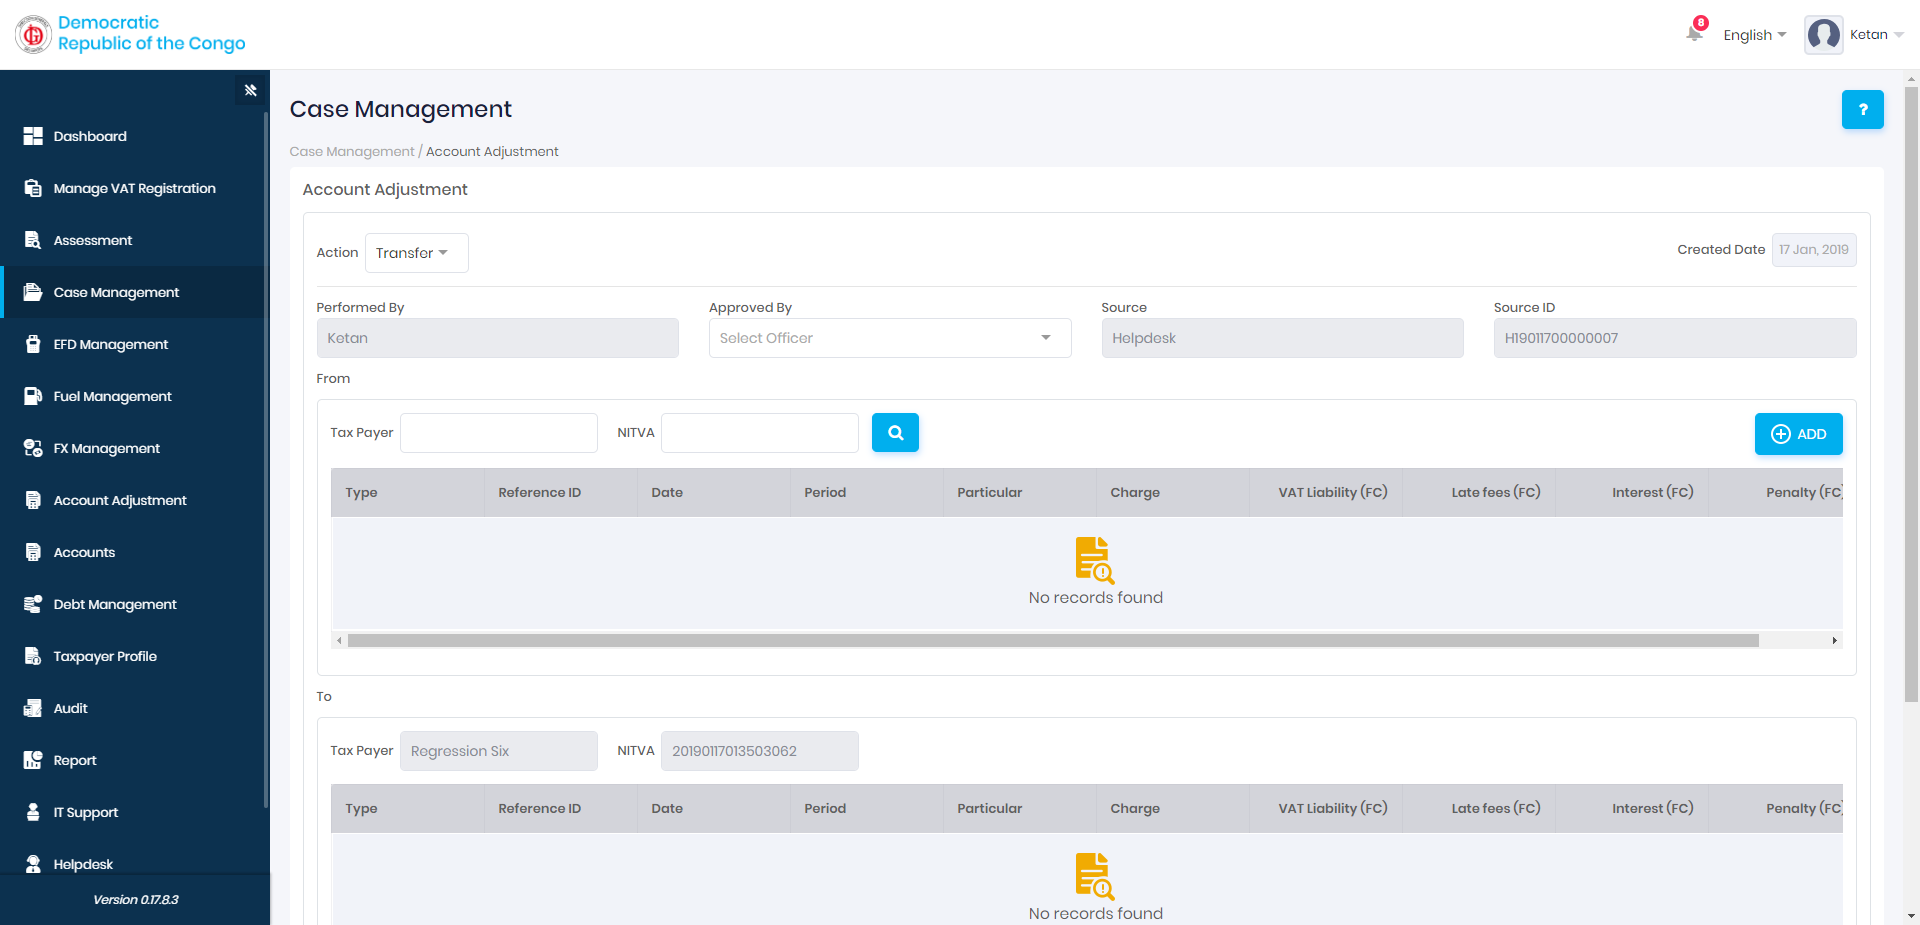 Democratic
Republic of the Congo
8
English
Ketan
Dashboard
Manage VAT Registration
Assessment
Case Management
EFD Management
Fuel Management
FX Management
Account Adjustment
Accounts
Debt Management
Taxpayer Profile
Audit
Report
IT Support
Helpdesk
Version 0.17.8.3
Case Management
?
Case Management / Account Adjustment
Account Adjustment
Action Transfer Created Date 17 Jan, 2019
Performed By Approved By Source Source ID
Ketan Select Officer Helpdesk H19011700000007
From
Tax Payer NITVA ADD
Type Reference ID Date Period Particular Charge VAT Liability (FC) Late fees (FC) Interest (FC) Penalty (FC)
No records found
To
Tax Payer Regression Six NITVA 20190117013503062
Type Reference ID Date Period Particular Charge VAT Liability (FC) Late fees (FC) Interest (FC) Penalty (FC)
No records found